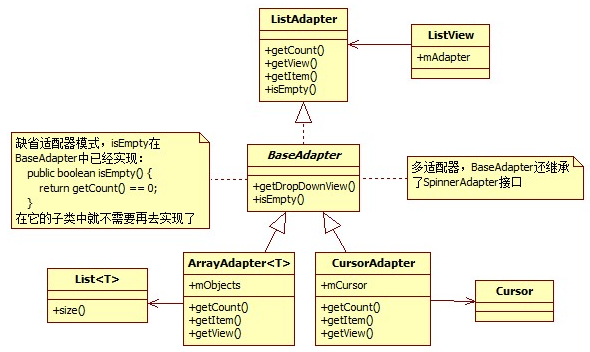 ListAdapter
+getCount()
+getView()
+getItem()
+isEmpty()
ListView
+mAdapter
缺省适配器模式，isEmpty在
BaseAdapter中已经实现：
public boolean isEmpty() {
return getCount() == 0;
}
在它的子类中就不需要再去实现了
BaseAdapter
+getDropDownView()
+isEmpty()
多适配器，BaseAdapter还继承
了SpinnerAdapter接口
List<T>
+size()
ArrayAdapter<T>
+mObjects
+getCount()
+getItem()
+getView()
CursorAdapter
+mCursor
+getCount()
+getItem()
+getView()
Cursor